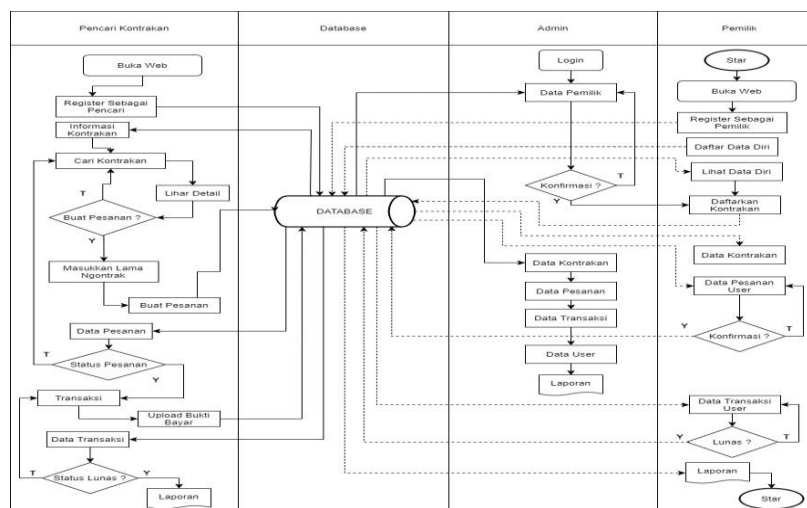 Pencari Kontrakan
Database
Admin
Pemilik
Buka Web
Register Sebagai
Pencari
Informasi
Kontrakan
Cari Kontrakan
T
Lihar Detail
Buat Pesanan ?
Y
Masukkan Lama
Ngontrak
Buat Pesanan
Data Pesanan
T
Status Pesanan
Y
Transaksi
Upload Bukti
Bayar
Data Transaksi
T
Status Lunas ?
Y
Laporan
DATABASE
Login
Data Pemilik
Konfirmasi ?
T
Y
Data Kontrakan
Data Pesanan
Data Transaksi
Data User
Laporan
Star
Buka Web
Register Sebagai
Pemilik
Daftar Data Diri
Lihat Data Diri
Daftarkan
Kontrakan
Data Kontrakan
Data Pesanan
User
Y
Konfirmasi ?
T
Data Transaksi
User
Y
Lunas ?
T
Laporan
Star